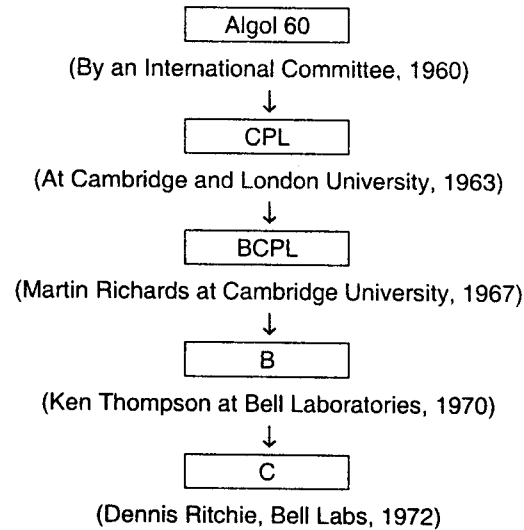 Algol 60
(By an International Committee, 1960)
↓
CPL
(At Cambridge and London University, 1963)
↓
BCPL
(Martin Richards at Cambridge University, 1967)
↓
B
(Ken Thompson at Bell Laboratories, 1970)
↓
C
(Dennis Ritchie, Bell Labs, 1972)